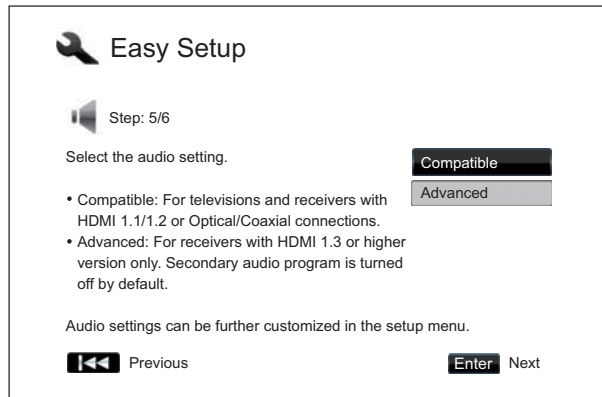 Easy Setup
Step: 5/6
Select the audio setting.
Compatible
Advanced
• Compatible: For televisions and receivers with
HDMI 1.1/1.2 or Optical/Coaxial connections.
• Advanced: For receivers with HDMI 1.3 or higher
version only. Secondary audio program is turned
off by default.
Audio settings can be further customized in the setup menu.
Previous
Enter Next